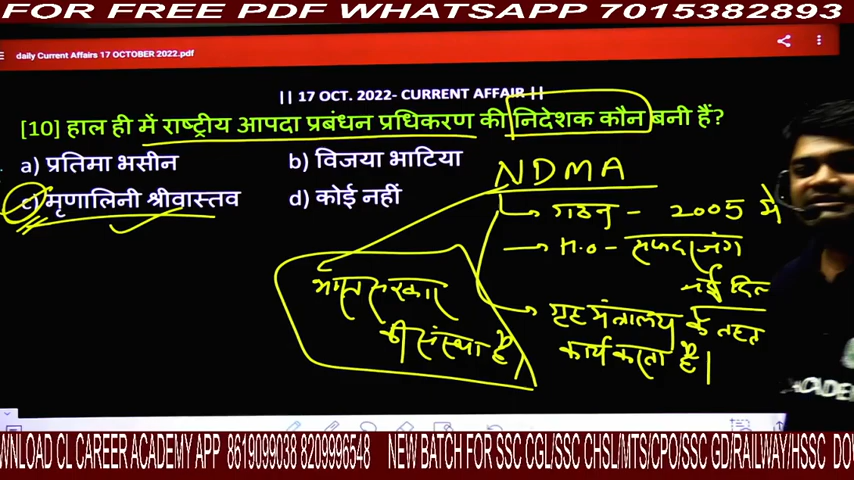 FOR FREE PDF WHATSAPP 7015382893
daily Current Affairs 17 OCTOBER 2022.pdf
|| 17 OCT. 2022- CURRENT AFFAIR ||
[10] हाल ही में राष्ट्रीय आपदा प्रबंधन प्रधिकरण की निदेशक कौन बनी हैं?
a) प्रतिमा भसीन
b) विजया भाटिया
c) मृणालिनी श्रीवास्तव
d) कोई नहीं
NDMA
गठन - 2005 में
H.O - सफदरजंग
नई दिल
गृह मंत्रालय के तहत
कार्य करता है।
भारत सरकार
की संस्था है
ACADEM
WNLOAD CL CAREER ACADEMY APP 8619099038 8209996548 NEW BATCH FOR SSC CGL/SSC CHSL/MTS/CPO/SSC GD/RAILWAY/HSSC DO